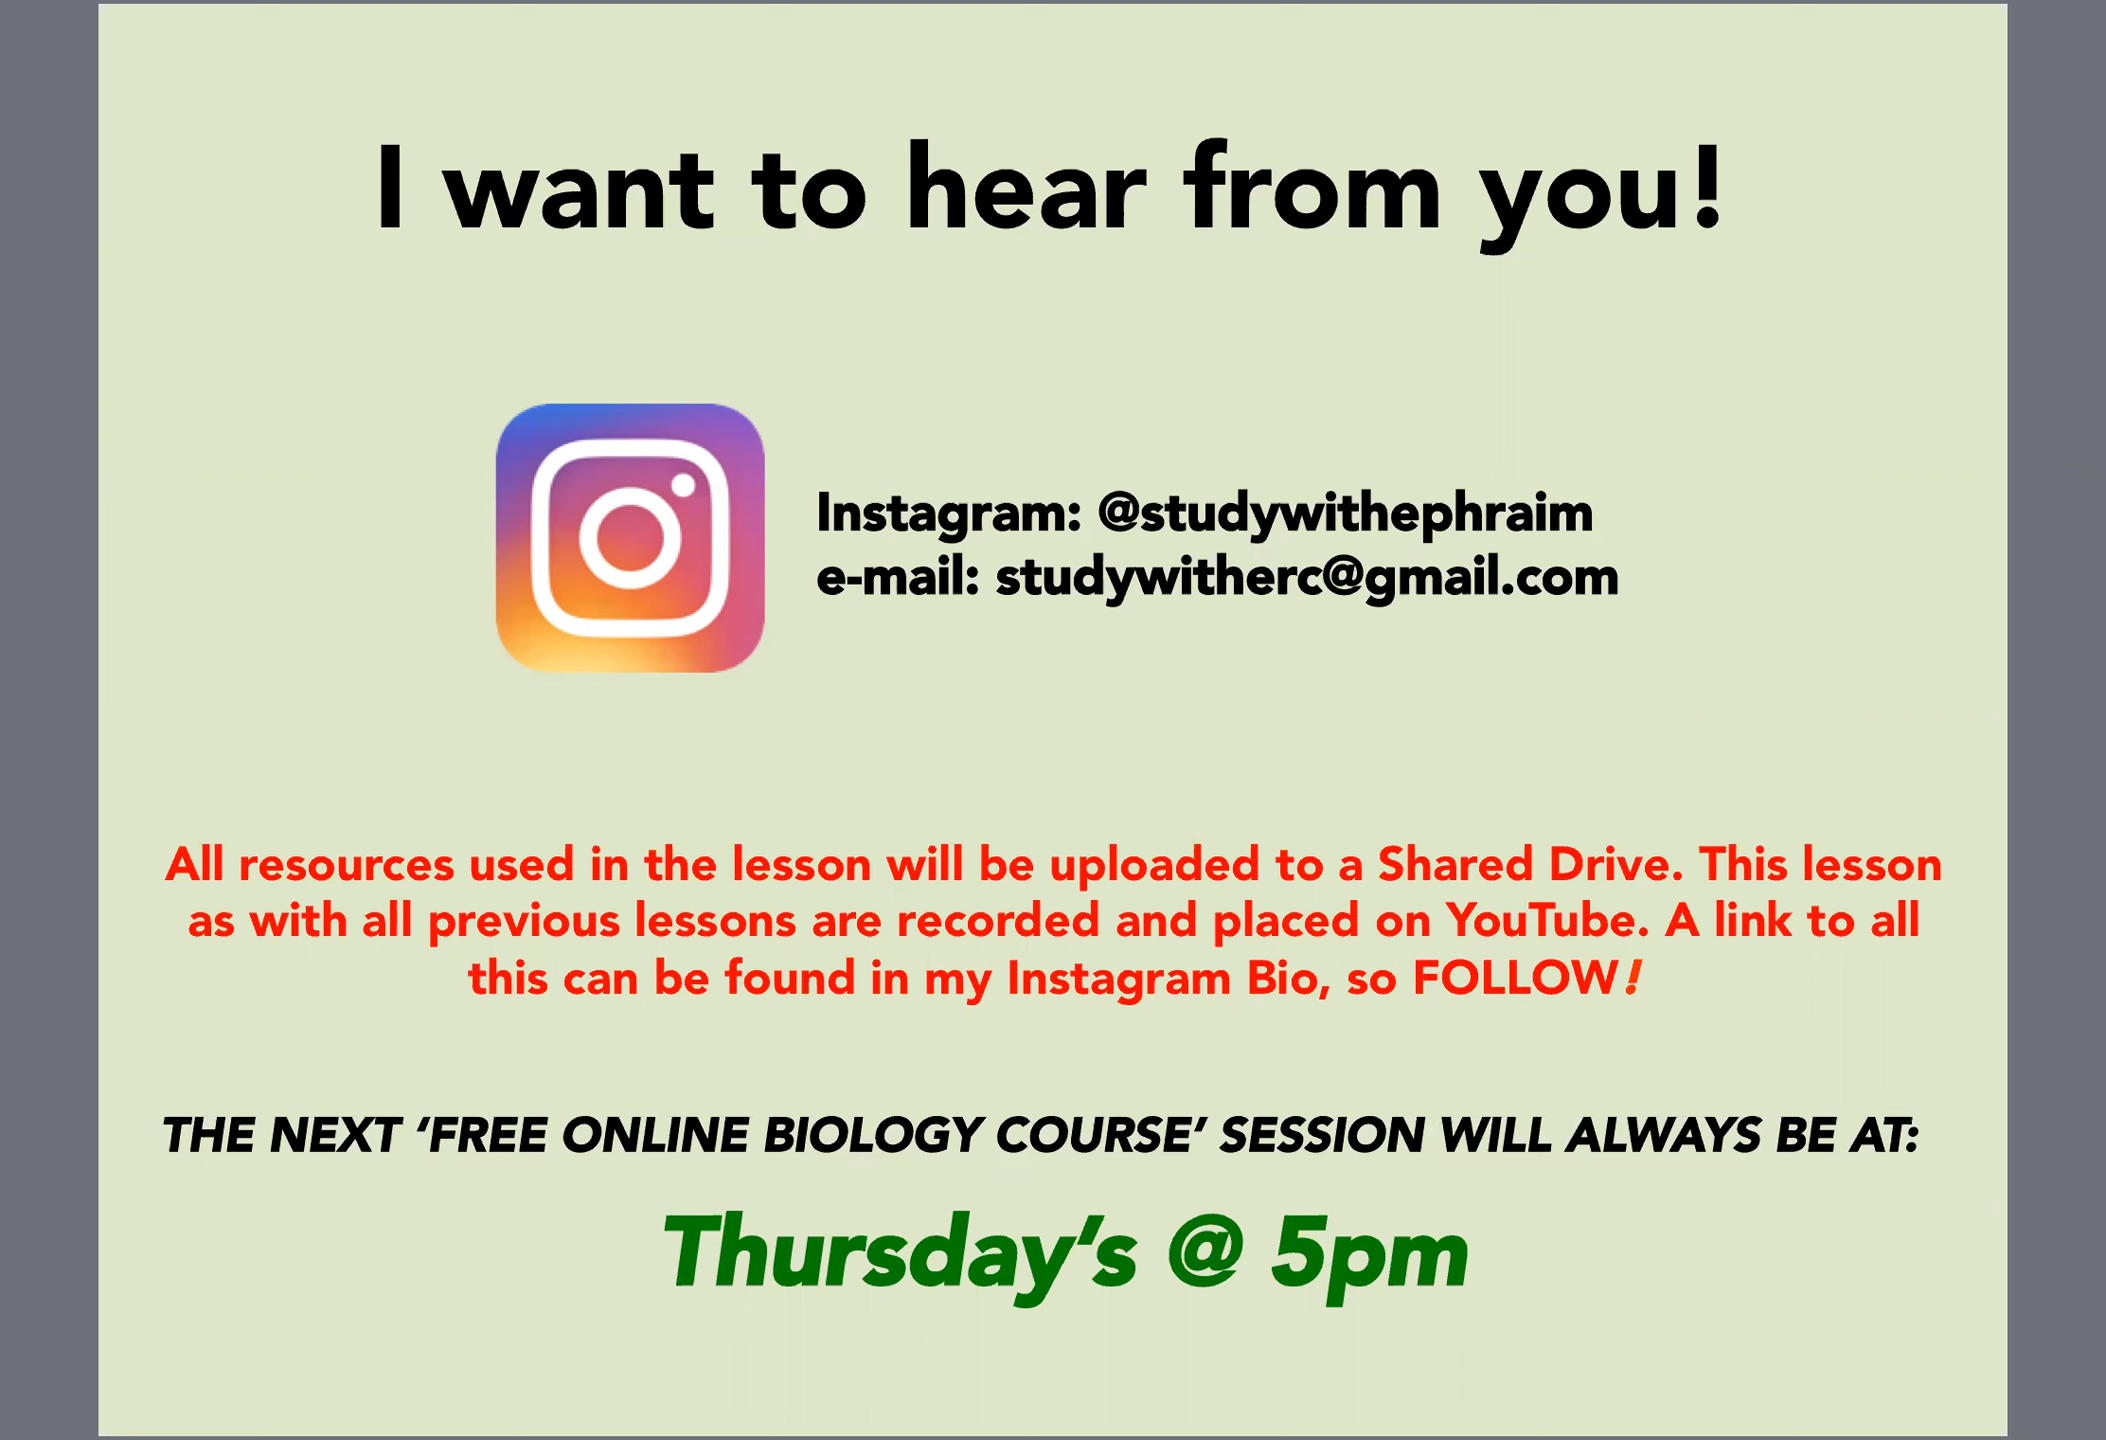 I want to hear from you!
Instagram: @studywithephraim
e-mail: studywitherc@gmail.com
All resources used in the lesson will be uploaded to a Shared Drive. This lesson
as with all previous lessons are recorded and placed on YouTube. A link to all
this can be found in my Instagram Bio, so FOLLOW!
THE NEXT ‘FREE ONLINE BIOLOGY COURSE’ SESSION WILL ALWAYS BE AT:
Thursday’s @ 5pm